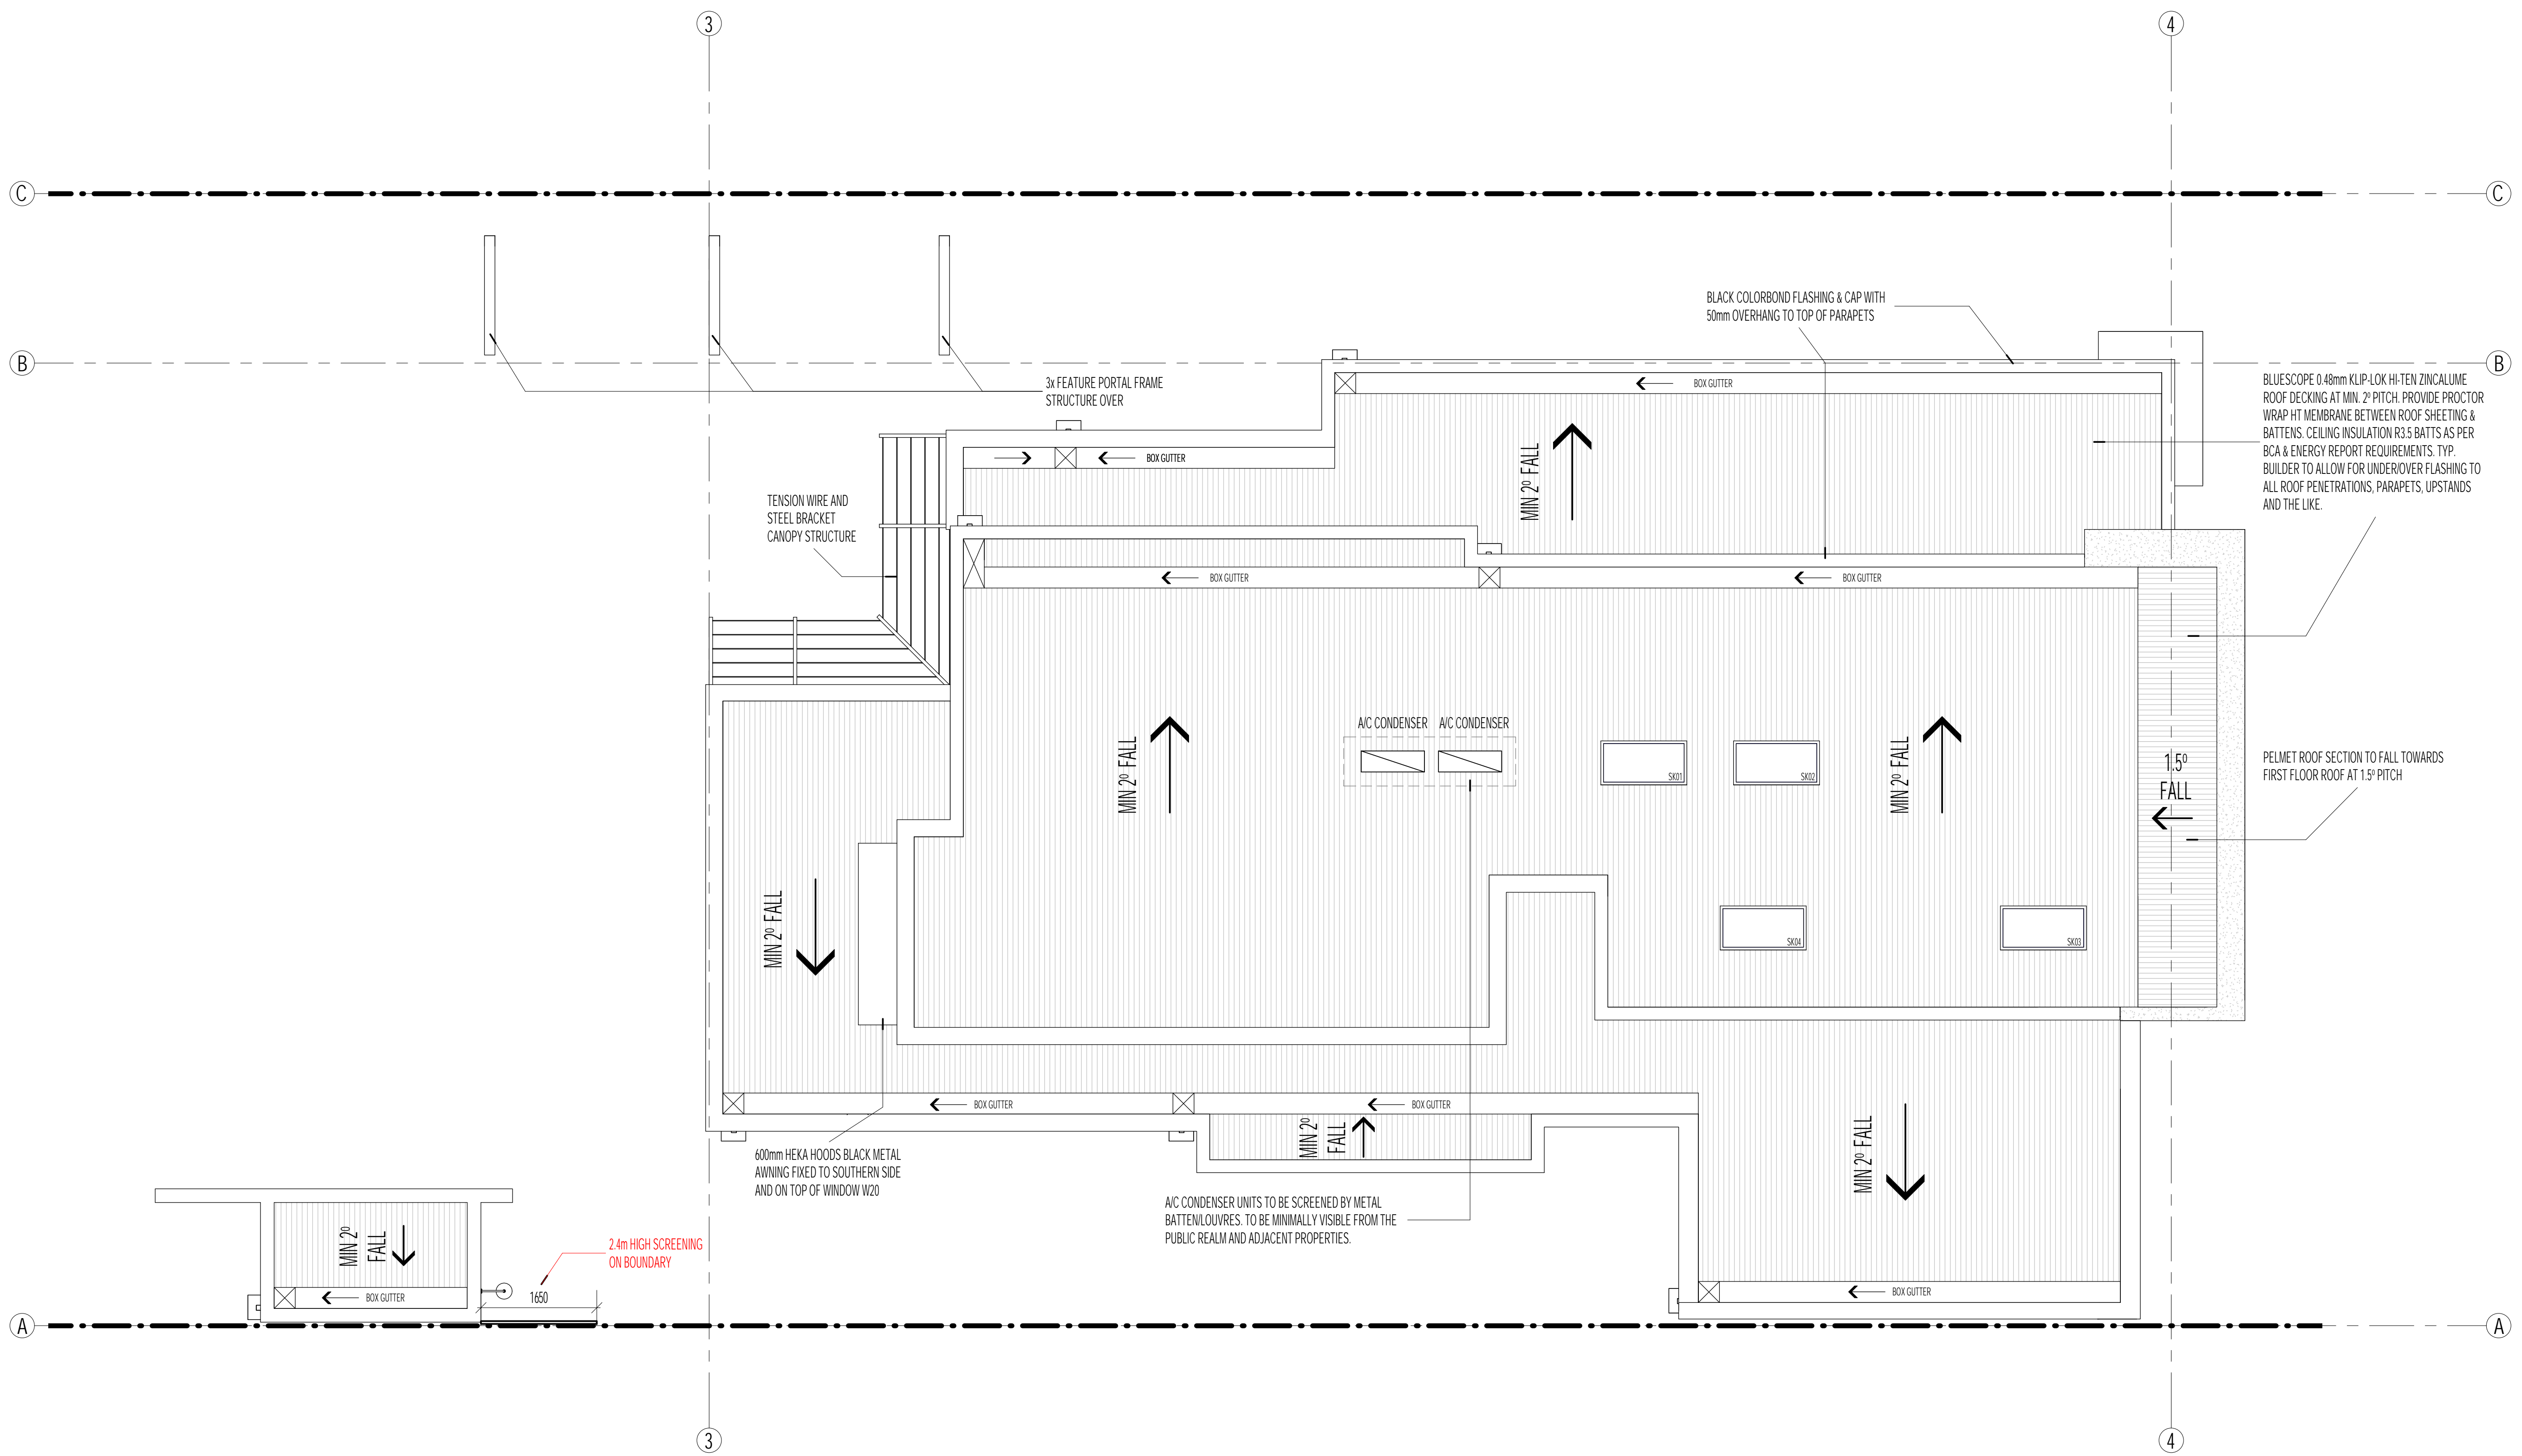 3
4
C
C
BLACK COLORBOND FLASHING & CAP WITH
50mm OVERHANG TO TOP OF PARAPETS
B
B
3x FEATURE PORTAL FRAME
STRUCTURE OVER
BOX GUTTER
BLUESCOPE 0.48mm KLIP-LOK HI-TEN ZINCALUME
ROOF DECKING AT MIN. 2º PITCH. PROVIDE PROCTOR
WRAP HT MEMBRANE BETWEEN ROOF SHEETING &
BATTENS. CEILING INSULATION R3.5 BATTS AS PER
BCA & ENERGY REPORT REQUIREMENTS. TYP.
BUILDER TO ALLOW FOR UNDER/OVER FLASHING TO
ALL ROOF PENETRATIONS, PARAPETS, UPSTANDS
AND THE LIKE.
BOX GUTTER
MIN 2º FALL
TENSION WIRE AND
STEEL BRACKET
CANOPY STRUCTURE
BOX GUTTER
BOX GUTTER
A/C CONDENSER
A/C CONDENSER
MIN 2º FALL
SK01
SK02
MIN 2º FALL
1.5º
FALL
PELMET ROOF SECTION TO FALL TOWARDS
FIRST FLOOR ROOF AT 1.5º PITCH
MIN 2º FALL
SK04
SK03
BOX GUTTER
BOX GUTTER
MIN 2º
FALL
MIN 2º FALL
600mm HEKA HOODS BLACK METAL
AWNING FIXED TO SOUTHERN SIDE
AND ON TOP OF WINDOW W20
A/C CONDENSER UNITS TO BE SCREENED BY METAL
BATTEN/LOUVRES. TO BE MINIMALLY VISIBLE FROM THE
PUBLIC REALM AND ADJACENT PROPERTIES.
MIN 2º
FALL
2.4m HIGH SCREENING
ON BOUNDARY
BOX GUTTER
1650
BOX GUTTER
A
A
3
4